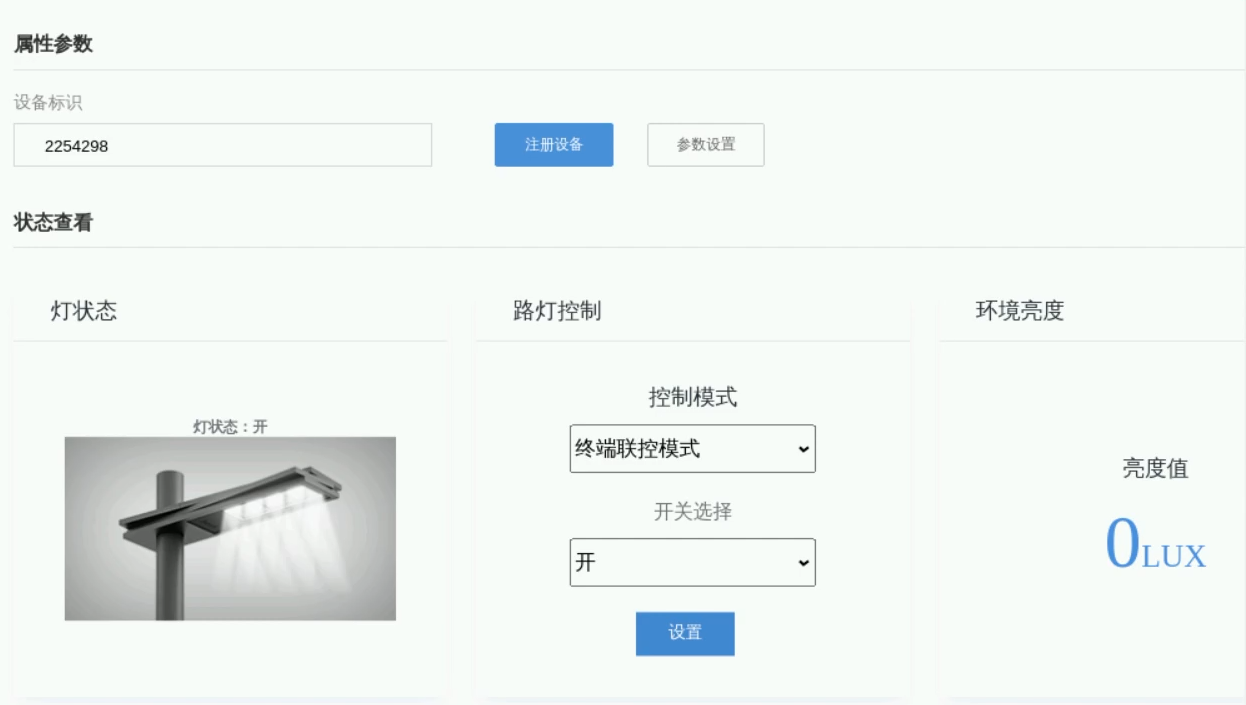 属性参数
设备标识
2254298
注册设备
参数设置
状态查看
灯状态
路灯控制
环境亮度
灯状态：开
控制模式
终端联控模式
开关选择
开
设置
亮度值
0LUX